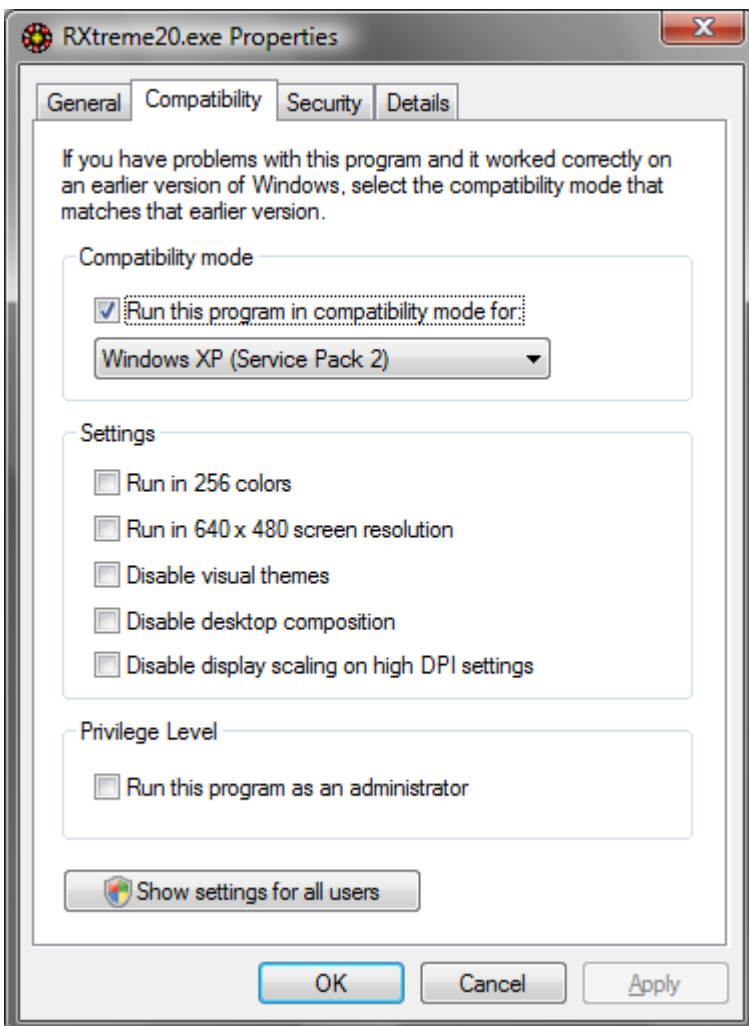 RXtreme20.exe Properties
General Compatibility Security Details
If you have problems with this program and it worked correctly on
an earlier version of Windows, select the compatibility mode that
matches that earlier version.
Compatibility mode
Run this program in compatibility mode for:
Windows XP (Service Pack 2)
Settings
Run in 256 colors
Run in 640 x 480 screen resolution
Disable visual themes
Disable desktop composition
Disable display scaling on high DPI settings
Privilege Level
Run this program as an administrator
Show settings for all users
OK Cancel Apply